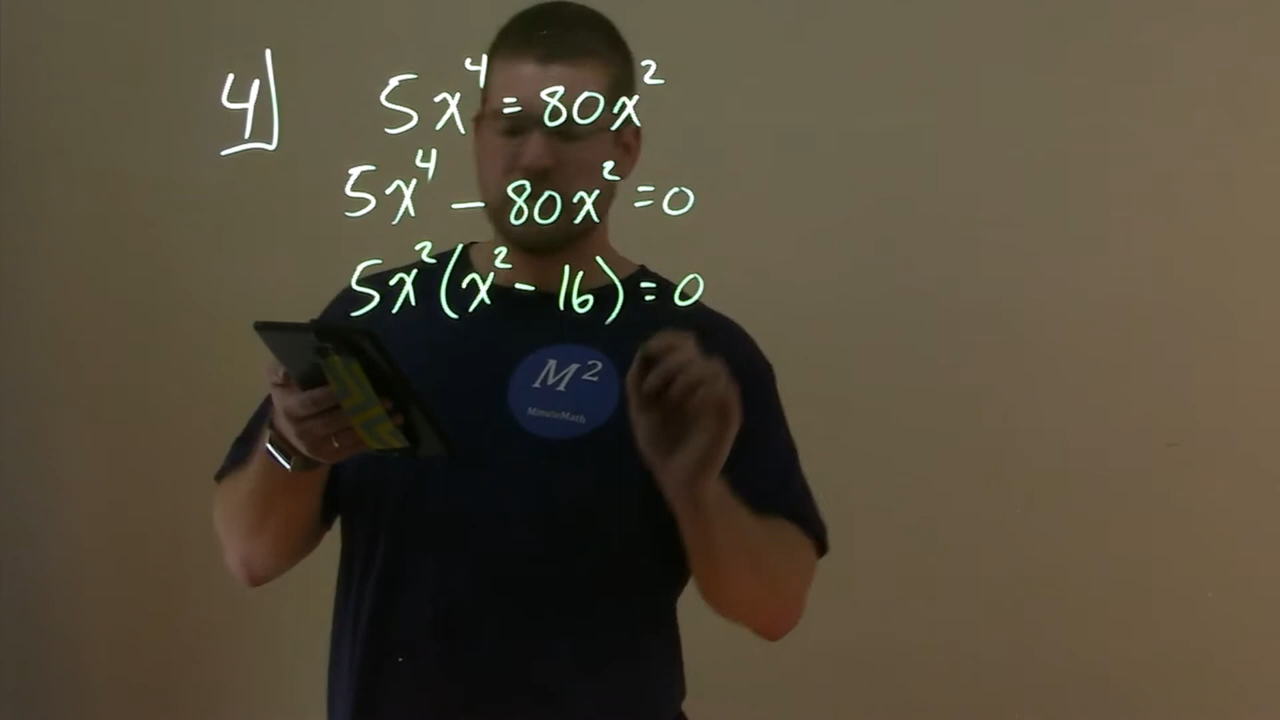 4)
5x⁴ = 80x²
5x⁴ - 80x² = 0
5x²(x² - 16) = 0
M²
MinuteMath